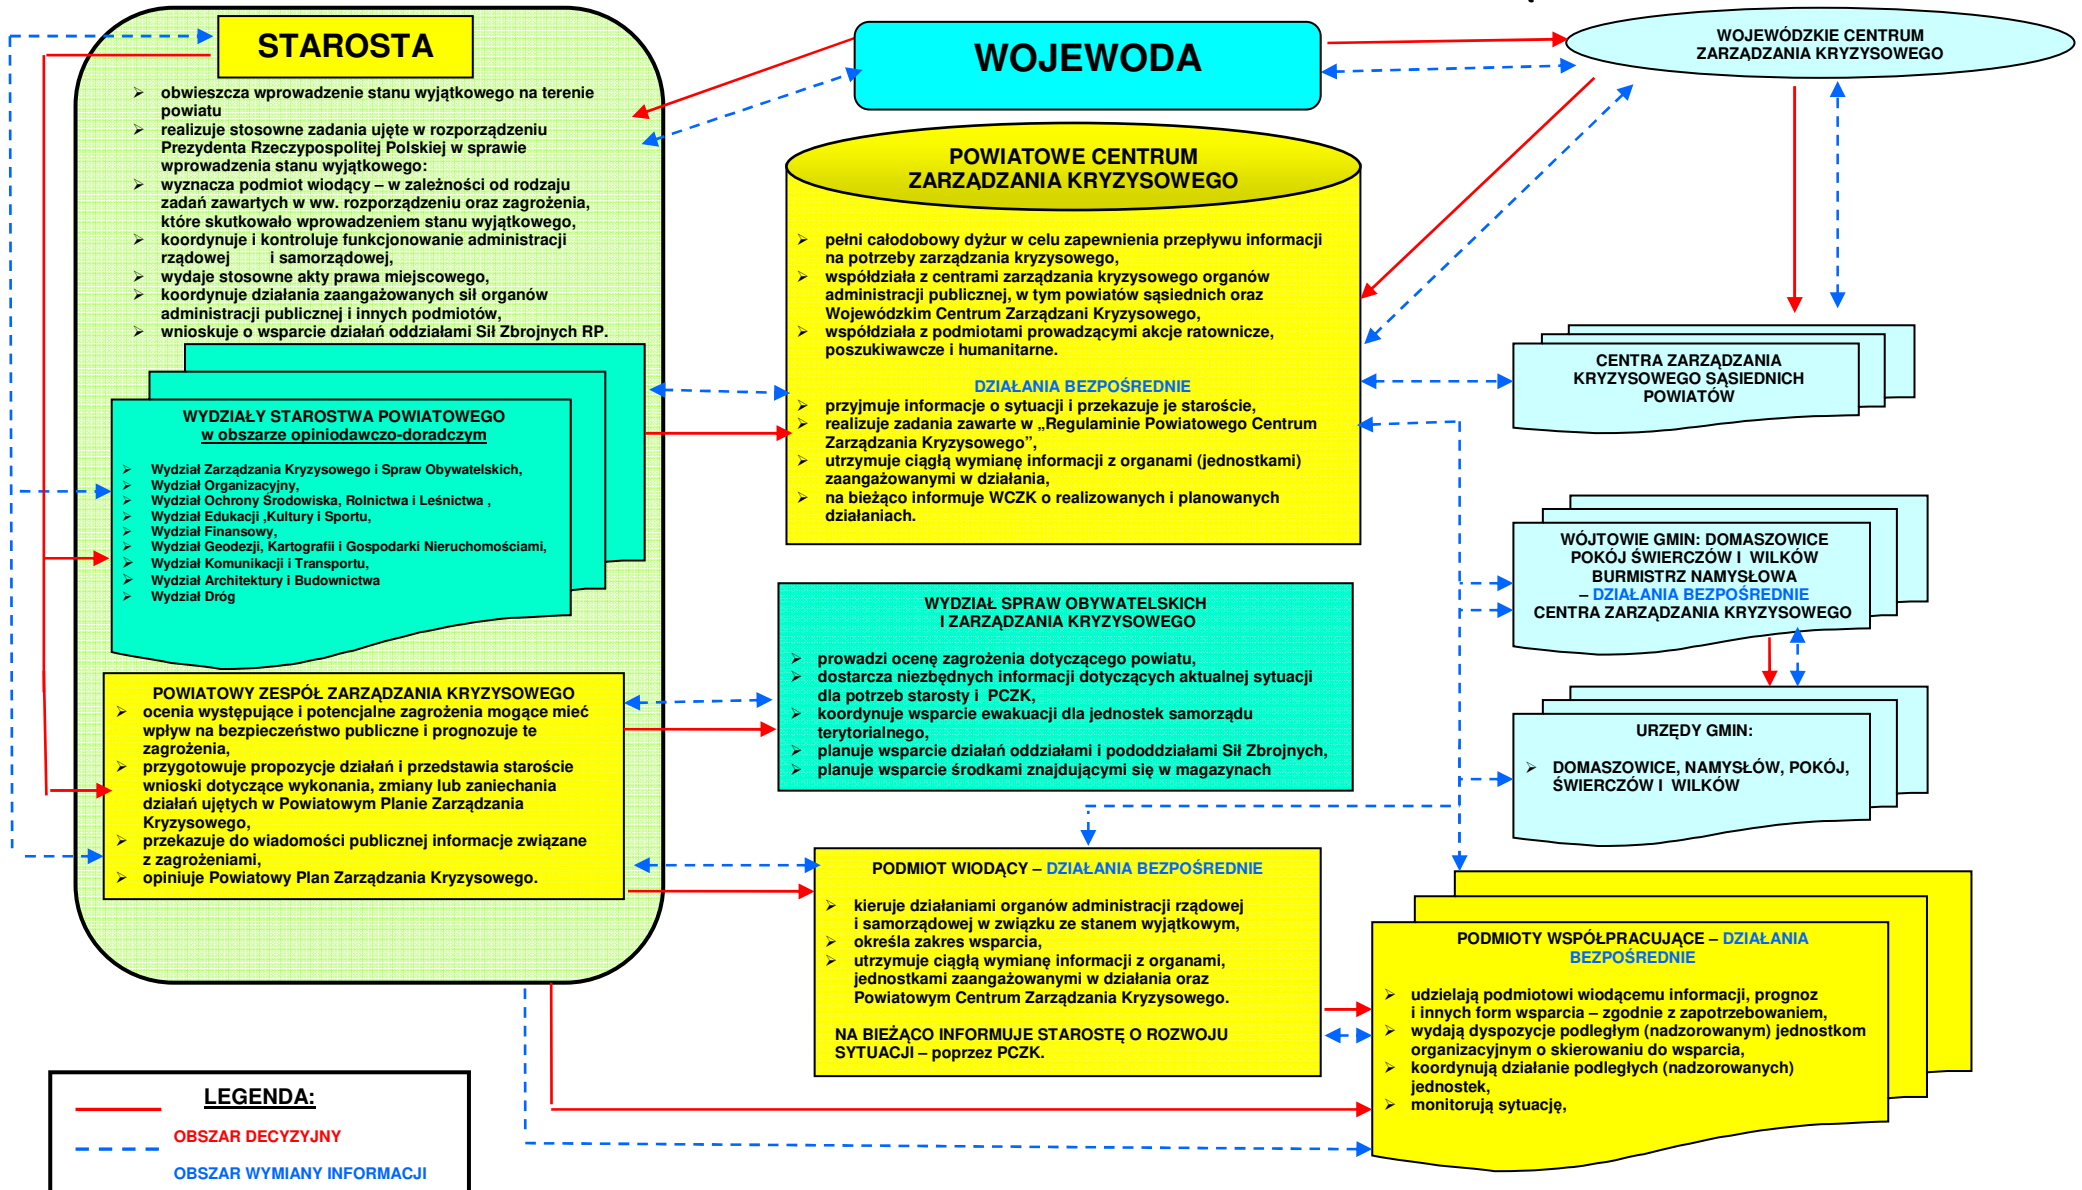 STAROSTA
obwieszcza wprowadzenie stanu wyjątkowego na terenie
powiatu
realizuje stosowne zadania ujęte w rozporządzeniu
Prezydenta Rzeczypospolitej Polskiej w sprawie
wprowadzenia stanu wyjątkowego:
wyznacza podmiot wiodący – w zależności od rodzaju
zadań zawartych w ww. rozporządzeniu oraz zagrożenia,
które skutkowało wprowadzeniem stanu wyjątkowego,
koordynuje i kontroluje funkcjonowanie administracji
rządowej i samorządowej,
wydaje stosowne akty prawa miejscowego,
koordynuje działania zaangażowanych sił organów
administracji publicznej i innych podmiotów,
wnioskuje o wsparcie działań oddziałami Sił Zbrojnych RP.
WYDZIAŁY STAROSTWA POWIATOWEGO
w obszarze opiniodawczo-doradczym
Wydział Zarządzania Kryzysowego i Spraw Obywatelskich,
Wydział Organizacyjny,
Wydział Ochrony Środowiska, Rolnictwa i Leśnictwa ,
Wydział Edukacji ,Kultury i Sportu,
Wydział Finansowy,
Wydział Geodezji, Kartografii i Gospodarki Nieruchomościami,
Wydział Komunikacji i Transportu,
Wydział Architektury i Budownictwa
Wydział Dróg
POWIATOWY ZESPÓŁ ZARZĄDZANIA KRYZYSOWEGO
ocenia występujące i potencjalne zagrożenia mogące mieć
wpływ na bezpieczeństwo publiczne i prognozuje te
zagrożenia,
przygotowuje propozycje działań i przedstawia staroście
wnioski dotyczące wykonania, zmiany lub zaniechania
działań ujętych w Powiatowym Planie Zarządzania
Kryzysowego,
przekazuje do wiadomości publicznej informacje związane
z zagrożeniami,
opiniuje Powiatowy Plan Zarządzania Kryzysowego.
LEGENDA:
OBSZAR DECYZYJNY
OBSZAR WYMIANY INFORMACJI
WOJEWODA
POWIATOWE CENTRUM
ZARZĄDZANIA KRYZYSOWEGO
pełni całodobowy dyżur w celu zapewnienia przepływu informacji
na potrzeby zarządzania kryzysowego,
współdziała z centrami zarządzania kryzysowego organów
administracji publicznej, w tym powiatów sąsiednich oraz
Wojewódzkim Centrum Zarządzani Kryzysowego,
współdziała z podmiotami prowadzącymi akcje ratownicze,
poszukiwawcze i humanitarne.
DZIAŁANIA BEZPOŚREDNIE
przyjmuje informacje o sytuacji i przekazuje je staroście,
realizuje zadania zawarte w „Regulaminie Powiatowego Centrum
Zarządzania Kryzysowego”,
utrzymuje ciągłą wymianę informacji z organami (jednostkami)
zaangażowanymi w działania,
na bieżąco informuje WCZK o realizowanych i planowanych
działaniach.
WYDZIAŁ SPRAW OBYWATELSKICH
I ZARZĄDZANIA KRYZYSOWEGO
prowadzi ocenę zagrożenia dotyczącego powiatu,
dostarcza niezbędnych informacji dotyczących aktualnej sytuacji
dla potrzeb starosty i PCZK,
koordynuje wsparcie ewakuacji dla jednostek samorządu
terytorialnego,
planuje wsparcie działań oddziałami i pododdziałami Sił Zbrojnych,
planuje wsparcie środkami znajdującymi się w magazynach
PODMIOT WIODĄCY – DZIAŁANIA BEZPOŚREDNIE
kieruje działaniami organów administracji rządowej
i samorządowej w związku ze stanem wyjątkowym,
określa zakres wsparcia,
utrzymuje ciągłą wymianę informacji z organami,
jednostkami zaangażowanymi w działania oraz
Powiatowym Centrum Zarządzania Kryzysowego.
NA BIEŻĄCO INFORMUJE STAROSTĘ O ROZWOJU
SYTUACJI – poprzez PCZK.
WOJEWÓDZKIE CENTRUM
ZARZĄDZANIA KRYZYSOWEGO
CENTRA ZARZĄDZANIA
KRYZYSOWEGO SĄSIEDNICH
POWIATÓW
WÓJTOWIE GMIN: DOMASZOWICE
POKÓJ ŚWIERCZÓW I WILKÓW
BURMISTRZ NAMYSŁOWA
– DZIAŁANIA BEZPOŚREDNIE
CENTRA ZARZĄDZANIA KRYZYSOWEGO
URZĘDY GMIN:
DOMASZOWICE, NAMYSŁÓW, POKÓJ,
ŚWIERCZÓW I WILKÓW
PODMIOTY WSPÓŁPRACUJĄCE – DZIAŁANIA
BEZPOŚREDNIE
udzielają podmiotowi wiodącemu informacji, prognoz
i innych form wsparcia – zgodnie z zapotrzebowaniem,
wydają dyspozycje podległym (nadzorowanym) jednostkom
organizacyjnym o skierowaniu do wsparcia,
koordynują działanie podległych (nadzorowanych)
jednostek,
monitorują sytuację,